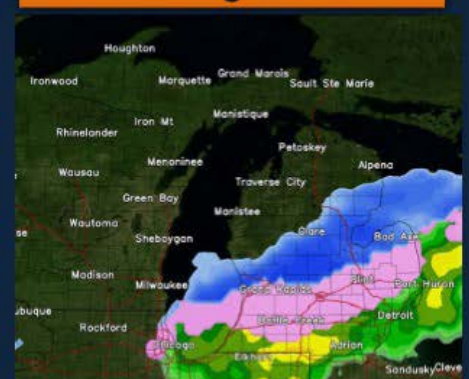 Houghton
Ironwood Marquette Grand Marais Sault Ste Marie
Iron Mt Manistique
Rhinelander
Petoskey
Wausau Menominee Alpena
Traverse City
Green Bay Manistee
Wautoma Clare Bad Axe
Sheboygan
Madison Milwaukee Grand Rapids Flint Port Huron
Rockford Battle Creek Detroit
Chicago Adrian
Sandusky Cleve